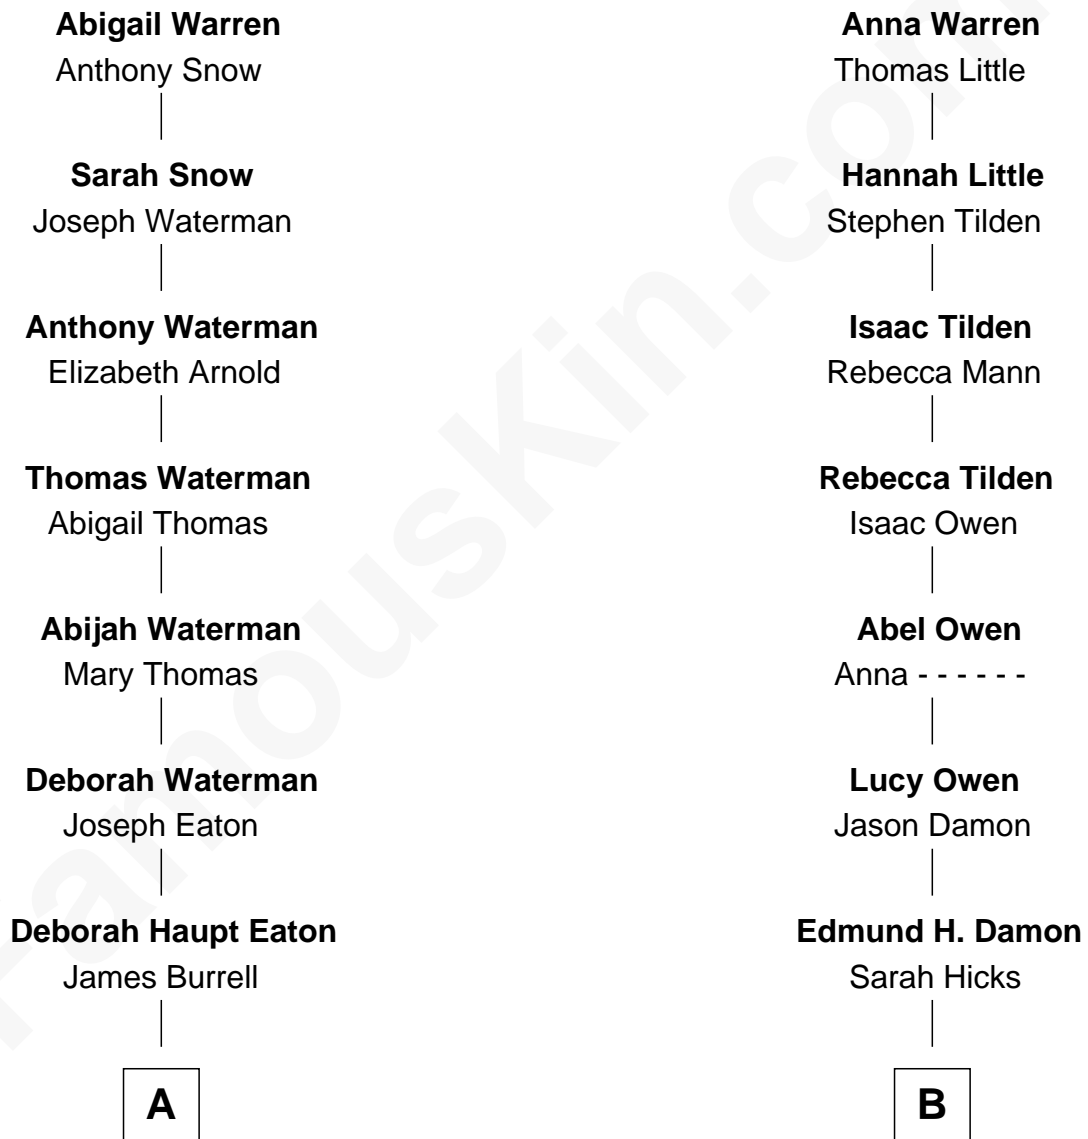 Abigail Warren
Anthony Snow
Sarah Snow
Joseph Waterman
Anthony Waterman
Elizabeth Arnold
Thomas Waterman
Abigail Thomas
Abijah Waterman
Mary Thomas
Deborah Waterman
Joseph Eaton
Deborah Haupt Eaton
James Burrell
A
Anna Warren
Thomas Little
Hannah Little
Stephen Tilden
Isaac Tilden
Rebecca Mann
Rebecca Tilden
Isaac Owen
Abel Owen
Anna - - - - - -
Lucy Owen
Jason Damon
Edmund H. Damon
Sarah Hicks
B
FamousKin.com